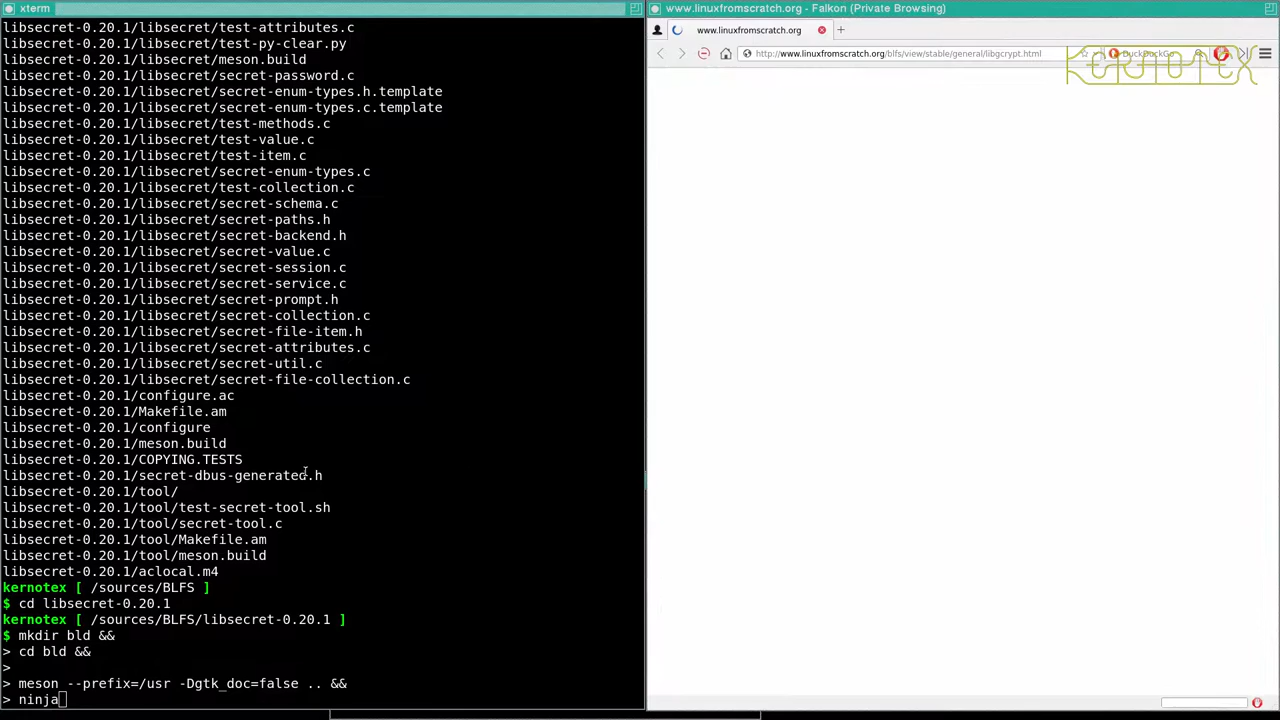 xterm
libsecret-0.20.1/libsecret/test-attributes.c
libsecret-0.20.1/libsecret/test-py-clear.py
libsecret-0.20.1/libsecret/meson.build
libsecret-0.20.1/libsecret/secret-password.c
libsecret-0.20.1/libsecret/secret-enum-types.h.template
libsecret-0.20.1/libsecret/secret-enum-types.c.template
libsecret-0.20.1/libsecret/test-methods.c
libsecret-0.20.1/libsecret/test-value.c
libsecret-0.20.1/libsecret/test-item.c
libsecret-0.20.1/libsecret/secret-enum-types.c
libsecret-0.20.1/libsecret/test-collection.c
libsecret-0.20.1/libsecret/secret-schema.c
libsecret-0.20.1/libsecret/secret-paths.h
libsecret-0.20.1/libsecret/secret-backend.h
libsecret-0.20.1/libsecret/secret-value.c
libsecret-0.20.1/libsecret/secret-session.c
libsecret-0.20.1/libsecret/secret-service.c
libsecret-0.20.1/libsecret/secret-prompt.h
libsecret-0.20.1/libsecret/secret-collection.c
libsecret-0.20.1/libsecret/secret-file-item.h
libsecret-0.20.1/libsecret/secret-attributes.c
libsecret-0.20.1/libsecret/secret-util.c
libsecret-0.20.1/libsecret/secret-file-collection.c
libsecret-0.20.1/configure.ac
libsecret-0.20.1/Makefile.am
libsecret-0.20.1/configure
libsecret-0.20.1/meson.build
libsecret-0.20.1/COPYING.TESTS
libsecret-0.20.1/secret-dbus-generated.h
libsecret-0.20.1/tool/
libsecret-0.20.1/tool/test-secret-tool.sh
libsecret-0.20.1/tool/secret-tool.c
libsecret-0.20.1/tool/Makefile.am
libsecret-0.20.1/tool/meson.build
libsecret-0.20.1/aclocal.m4
kernotex [ /sources/BLFS ]
$ cd libsecret-0.20.1
kernotex [ /sources/BLFS/libsecret-0.20.1 ]
$ mkdir bld &&
> cd bld &&
>
> meson --prefix=/usr -Dgtk_doc=false .. &&
> ninja
www.linuxfromscratch.org - Falkon (Private Browsing)
www.linuxfromscratch.org
http://www.linuxfromscratch.org/blfs/view/stable/general/libgcrypt.html
DuckDuckGo
KERNOTEX